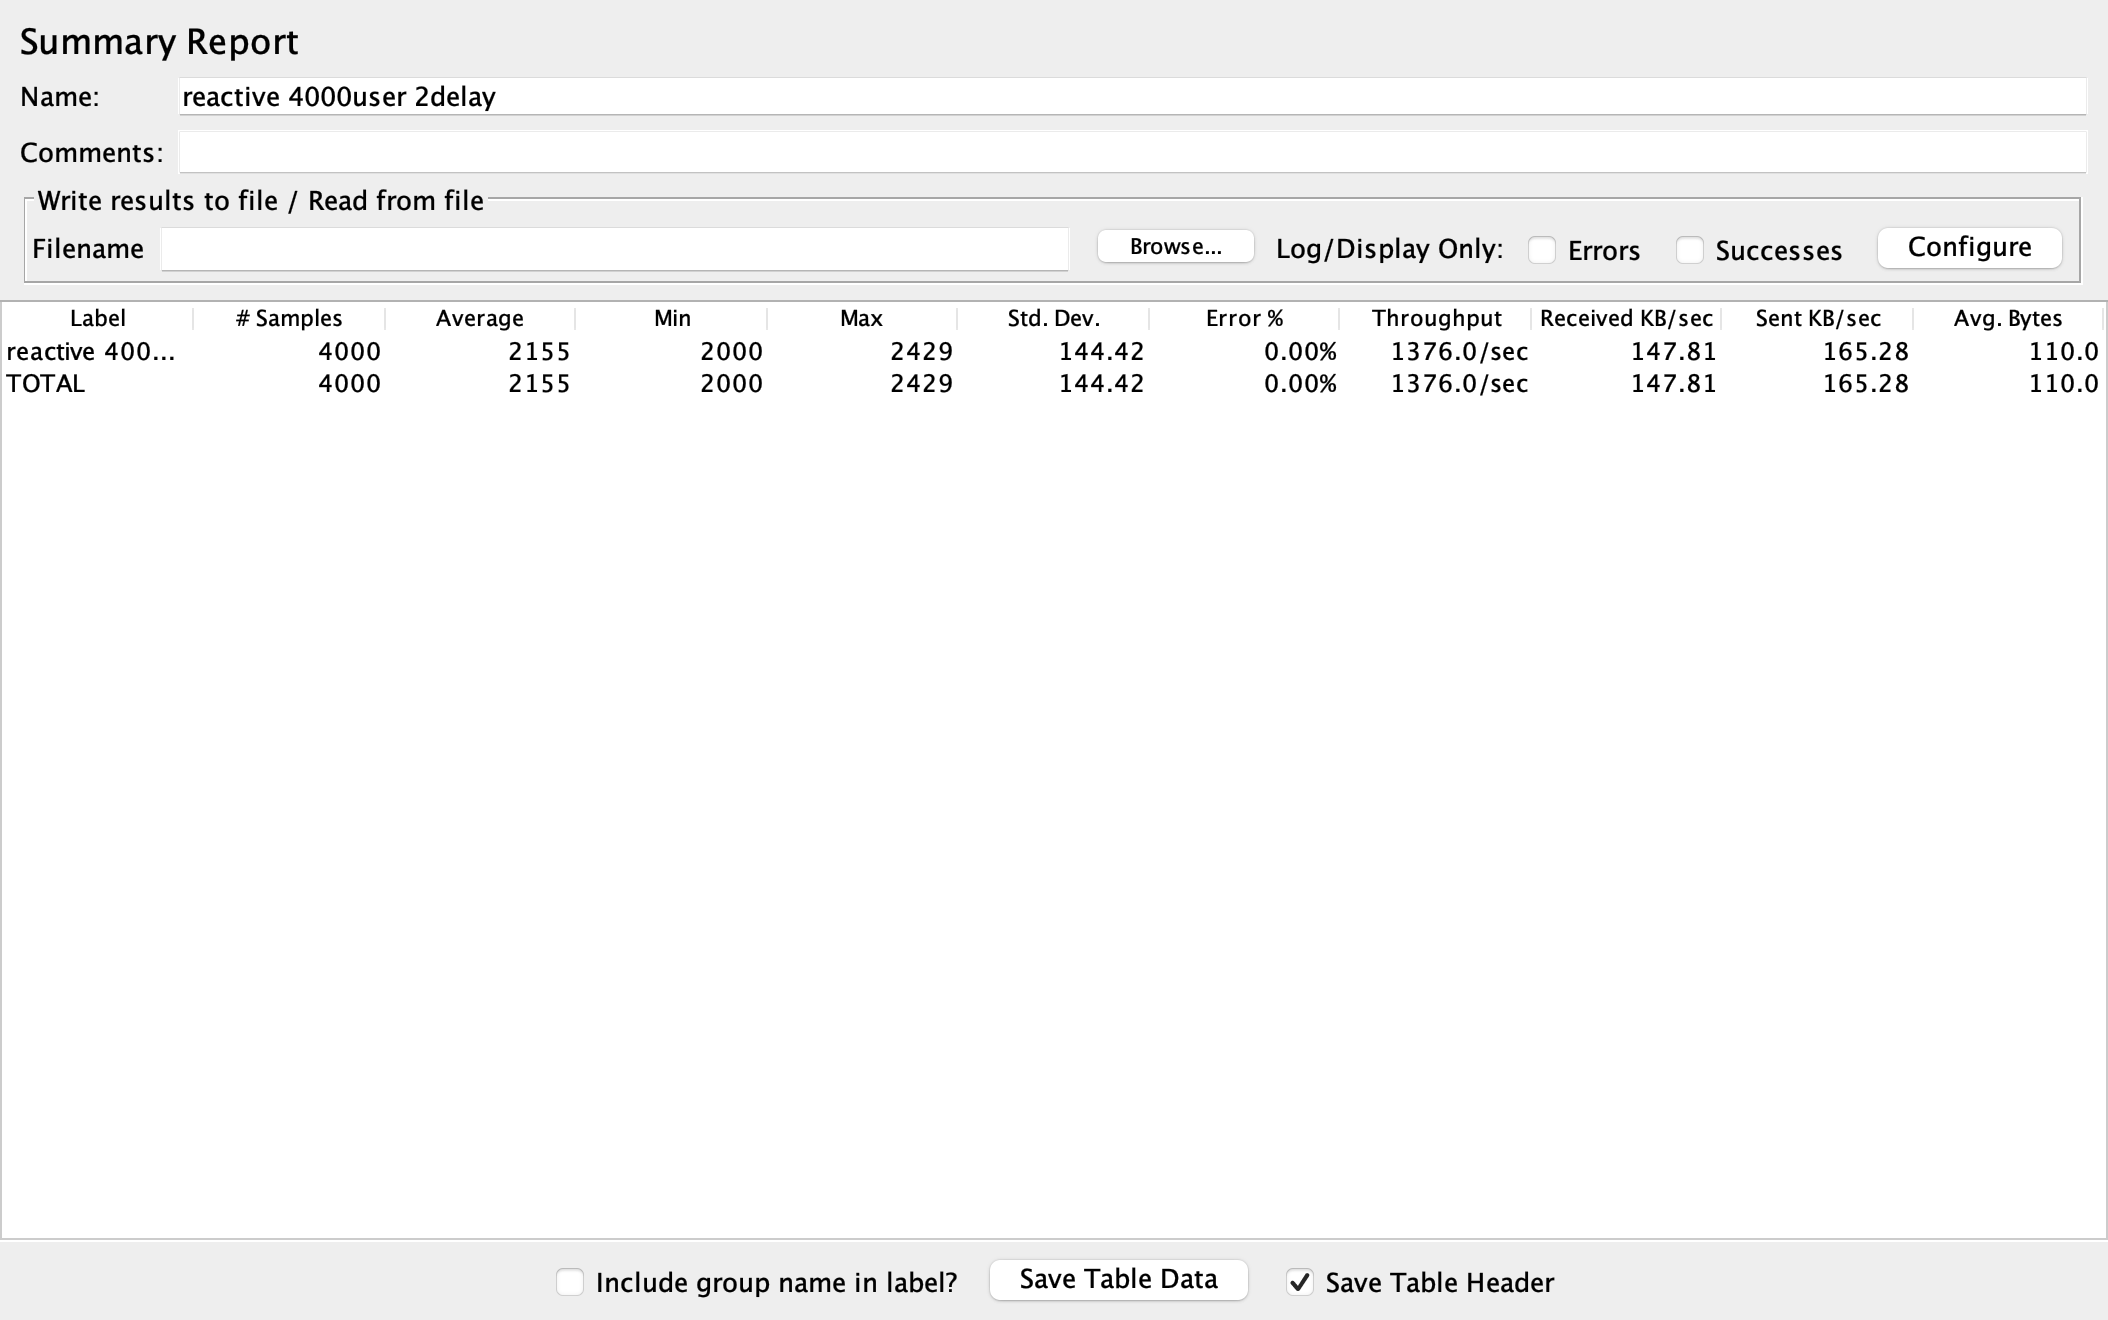 Summary Report
Name: reactive 4000user 2delay
Comments:
Write results to file / Read from file
Filename Browse... Log/Display Only: Errors Successes Configure
Label # Samples Average Min Max Std. Dev. Error % Throughput Received KB/sec Sent KB/sec Avg. Bytes
reactive 400... 4000 2155 2000 2429 144.42 0.00% 1376.0/sec 147.81 165.28 110.0
TOTAL 4000 2155 2000 2429 144.42 0.00% 1376.0/sec 147.81 165.28 110.0
Include group name in label? Save Table Data Save Table Header